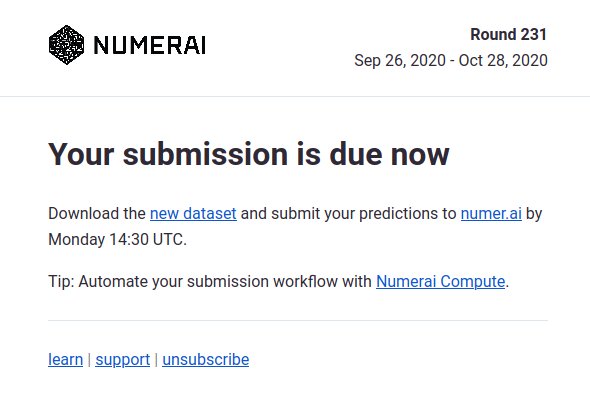 NUMERAI
Round 231
Sep 26, 2020 - Oct 28, 2020
Your submission is due now
Download the new dataset and submit your predictions to numer.ai by
Monday 14:30 UTC.
Tip: Automate your submission workflow with Numerai Compute.
learn | support | unsubscribe